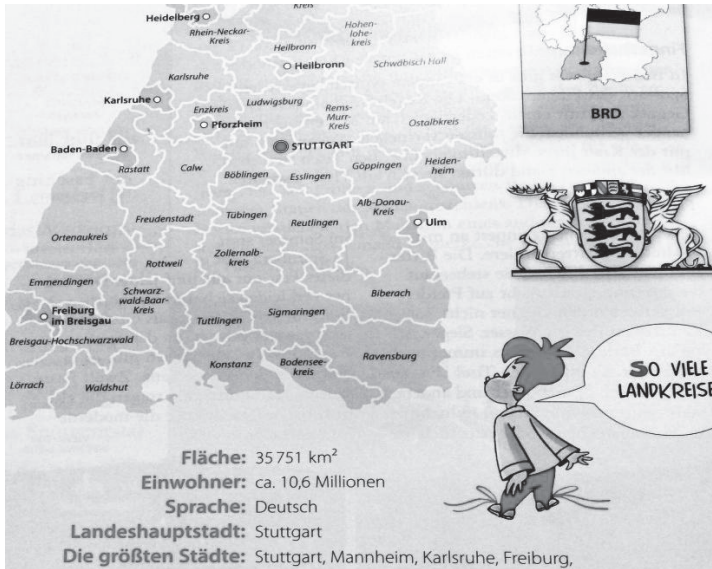 Heidelberg
Kreis
Rhein-Neckar-
Kreis
Hohen-
lohe-
kreis
Heilbronn
Heilbronn
Schwäbisch Hall
Karlsruhe
Karlsruhe
Enzkreis
Ludwigsburg
Pforzheim
Rems-
Murr-
Kreis
Ostalbkreis
BRD
Baden-Baden
STUTTGART
Rastatt
Calw
Böblingen
Esslingen
Göppingen
Heiden-
heim
Freudenstadt
Tübingen
Reutlingen
Alb-Donau-
Kreis
Ulm
Ortenaukreis
Rottweil
Zollernalb-
kreis
Emmendingen
Schwarz-
wald-Baar-
Kreis
Biberach
Freiburg
im Breisgau
Tuttlingen
Sigmaringen
Breisgau-Hochschwarzwald
Konstanz
Bodensee-
kreis
Ravensburg
Lörrach
Waldshut
SO VIELE
LANDKREISE
Fläche: 35 751 km²
Einwohner: ca. 10,6 Millionen
Sprache: Deutsch
Landeshauptstadt: Stuttgart
Die größten Städte: Stuttgart, Mannheim, Karlsruhe, Freiburg,